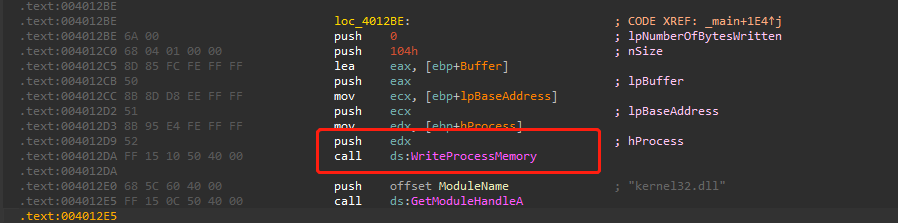 .text:004012BE
.text:004012BE loc_4012BE: ; CODE XREF: _main+1E4↑j
.text:004012BE 6A 00 push 0 ; lpNumberOfBytesWritten
.text:004012C0 68 04 01 00 00 push 104h ; nSize
.text:004012C5 8D 85 FC FE FF FF lea eax, [ebp+Buffer]
.text:004012CB 50 push eax ; lpBuffer
.text:004012CC 8B 8D D8 EE FF FF mov ecx, [ebp+lpBaseAddress]
.text:004012D2 51 push ecx ; lpBaseAddress
.text:004012D3 8B 95 E4 FE FF FF mov edx, [ebp+hProcess]
.text:004012D9 52 push edx ; hProcess
.text:004012DA FF 15 10 50 40 00 call ds:WriteProcessMemory
.text:004012DA
.text:004012E0 68 5C 60 40 00 push offset ModuleName ; "kernel32.dll"
.text:004012E5 FF 15 0C 50 40 00 call ds:GetModuleHandleA
.text:004012E5